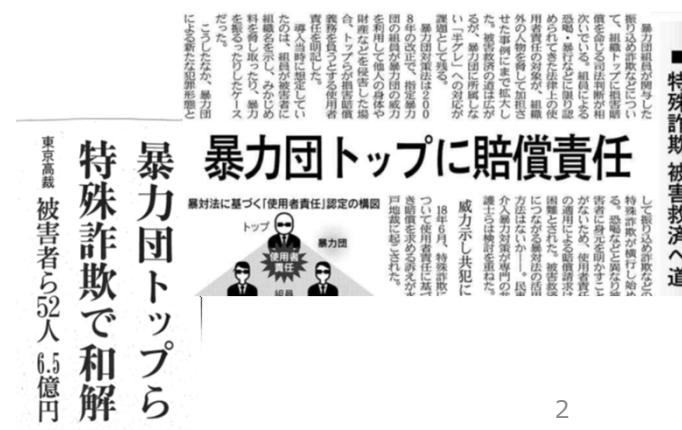 ■特殊詐欺 被害救済へ道
暴力団トップに賠償責任
暴力団組員が関与した
振り込め詐欺などについ
て、組織トップに損害賠
償を命じる司法判断が相
次いでいる。組員による
恐喝・暴行などに限り認
められてきた法律上の使
用者責任の対象が、組織
外の人物を脅して加担さ
せた事例にまで拡大し
た。被害救済の道は広が
るが、暴力団に所属しな
い「半グレ」への対応が
課題として残る。
暴力団対策法は200
8年の改正で、指定暴力
団の組員が暴力団の威力
を利用して他人の身体や
財産などを侵害した場
合、トップらが損害賠償
義務を負うとする使用者
責任を明記した。
導入当時に想定してい
たのは、組員が被害者に
組織名を示し、みかじめ
料を脅し取ったり、暴力
を振るったりしたケース
だった。
こうしたなか、暴力団
による新たな犯罪形態と
して振り込め詐欺などの
特殊詐欺が横行し始め
る。恐喝などと異なり被
害者に身元を明かすこと
がないため、使用者責任
の適用による賠償請求は
困難とされた。被害救済
につながる暴対法の活用
方法はないか――。民事
介入暴力対策が専門の弁
護士らは検討を重ねた。
威力示し共犯に
18年6月、特殊詐欺に
ついて使用者責任に基づ
き賠償を求める訴えが水
戸地裁に起こされた。
暴対法に基づく「使用者責任」認定の構図
トップ
暴力団
使用者
責任
組員
暴力団トップら
特殊詐欺で和解
東京高裁 被害者ら52人 6.5億円
2